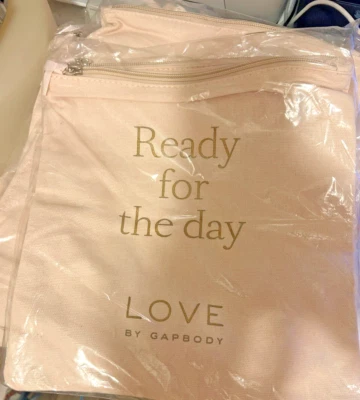 Ready
for
the day
LOVE
BY GAPBODY